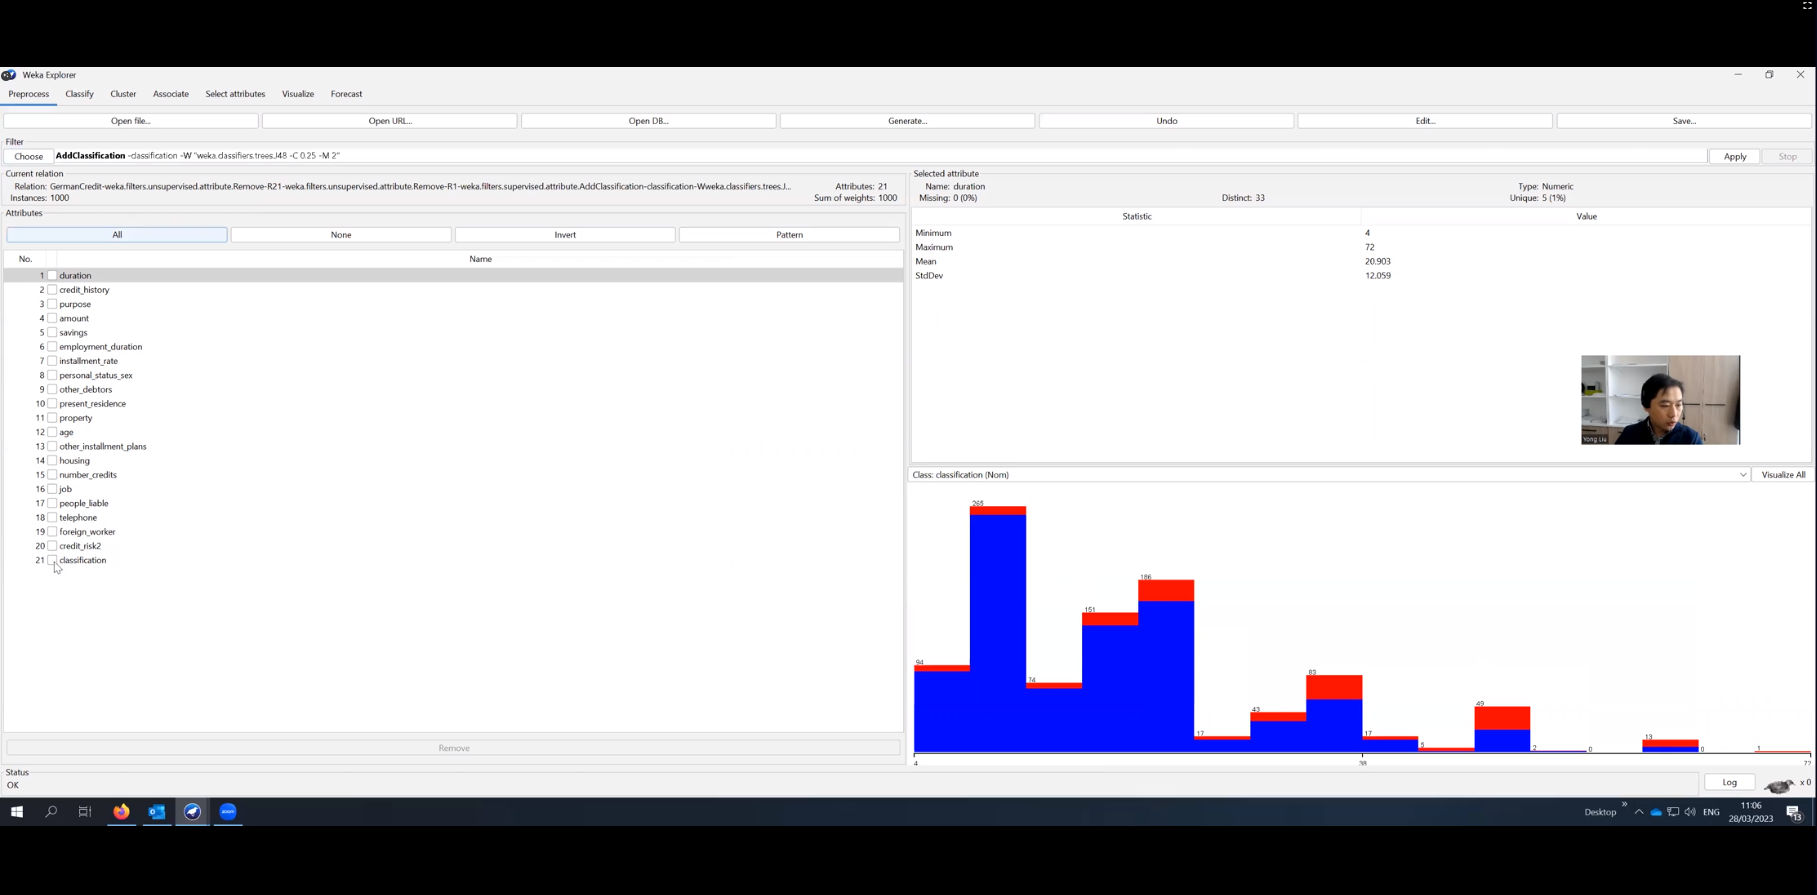 Weka Explorer
Preprocess Classify Cluster Associate Select attributes Visualize Forecast
Open file... Open URL... Open DB... Generate... Undo Edit... Save...
Filter
Choose AddClassification -classification -W "weka.classifiers.trees.J48 -C 0.25 -M 2" Apply Stop
Current relation
Relation: GermanCredit-weka.filters.unsupervised.attribute.Remove-R21-weka.filters.unsupervised.attribute.Remove-R1-weka.filters.supervised.attribute.AddClassification-classification-Wweka.classifiers.trees.J... Attributes: 21
Instances: 1000 Sum of weights: 1000
Attributes
All None Invert Pattern
No. Name
1 duration
2 credit_history
3 purpose
4 amount
5 savings
6 employment_duration
7 installment_rate
8 personal_status_sex
9 other_debtors
10 present_residence
11 property
12 age
13 other_installment_plans
14 housing
15 number_credits
16 job
17 people_liable
18 telephone
19 foreign_worker
20 credit_risk2
21 classification
Remove
Selected attribute
Name: duration Type: Numeric
Missing: 0 (0%) Distinct: 33 Unique: 5 (1%)
Statistic Value
Minimum 4
Maximum 72
Mean 20.903
StdDev 12.059
Yong Liu
Class: classification (Nom) Visualize All
265
186
151
94
83
74
49
43
17 17 13
5 2 0 0 1
4 38 72
Status
OK Log x 0
Desktop » ENG 11:06
28/03/2023 13
zoom